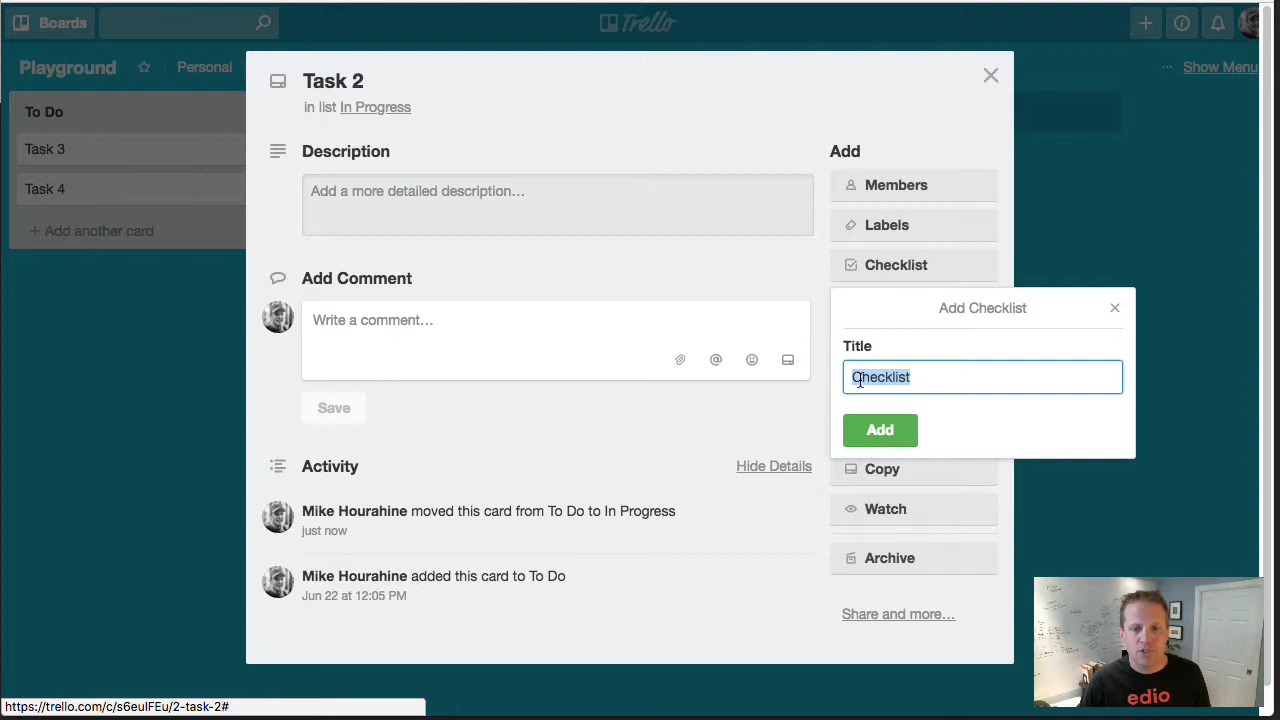 Boards
Trello
Playground
Personal
··· Show Menu
To Do
Task 3
Task 4
+ Add another card
Task 2
in list In Progress
Description
Add a more detailed description…
Add Comment
Write a comment…
@
Save
Activity
Hide Details
Mike Hourahine moved this card from To Do to In Progress
just now
Mike Hourahine added this card to To Do
Jun 22 at 12:05 PM
Add
Members
Labels
Checklist
Add Checklist
Title
Checklist
Add
Copy
Watch
Archive
Share and more…
edio
https://trello.com/c/s6eulFEu/2-task-2#